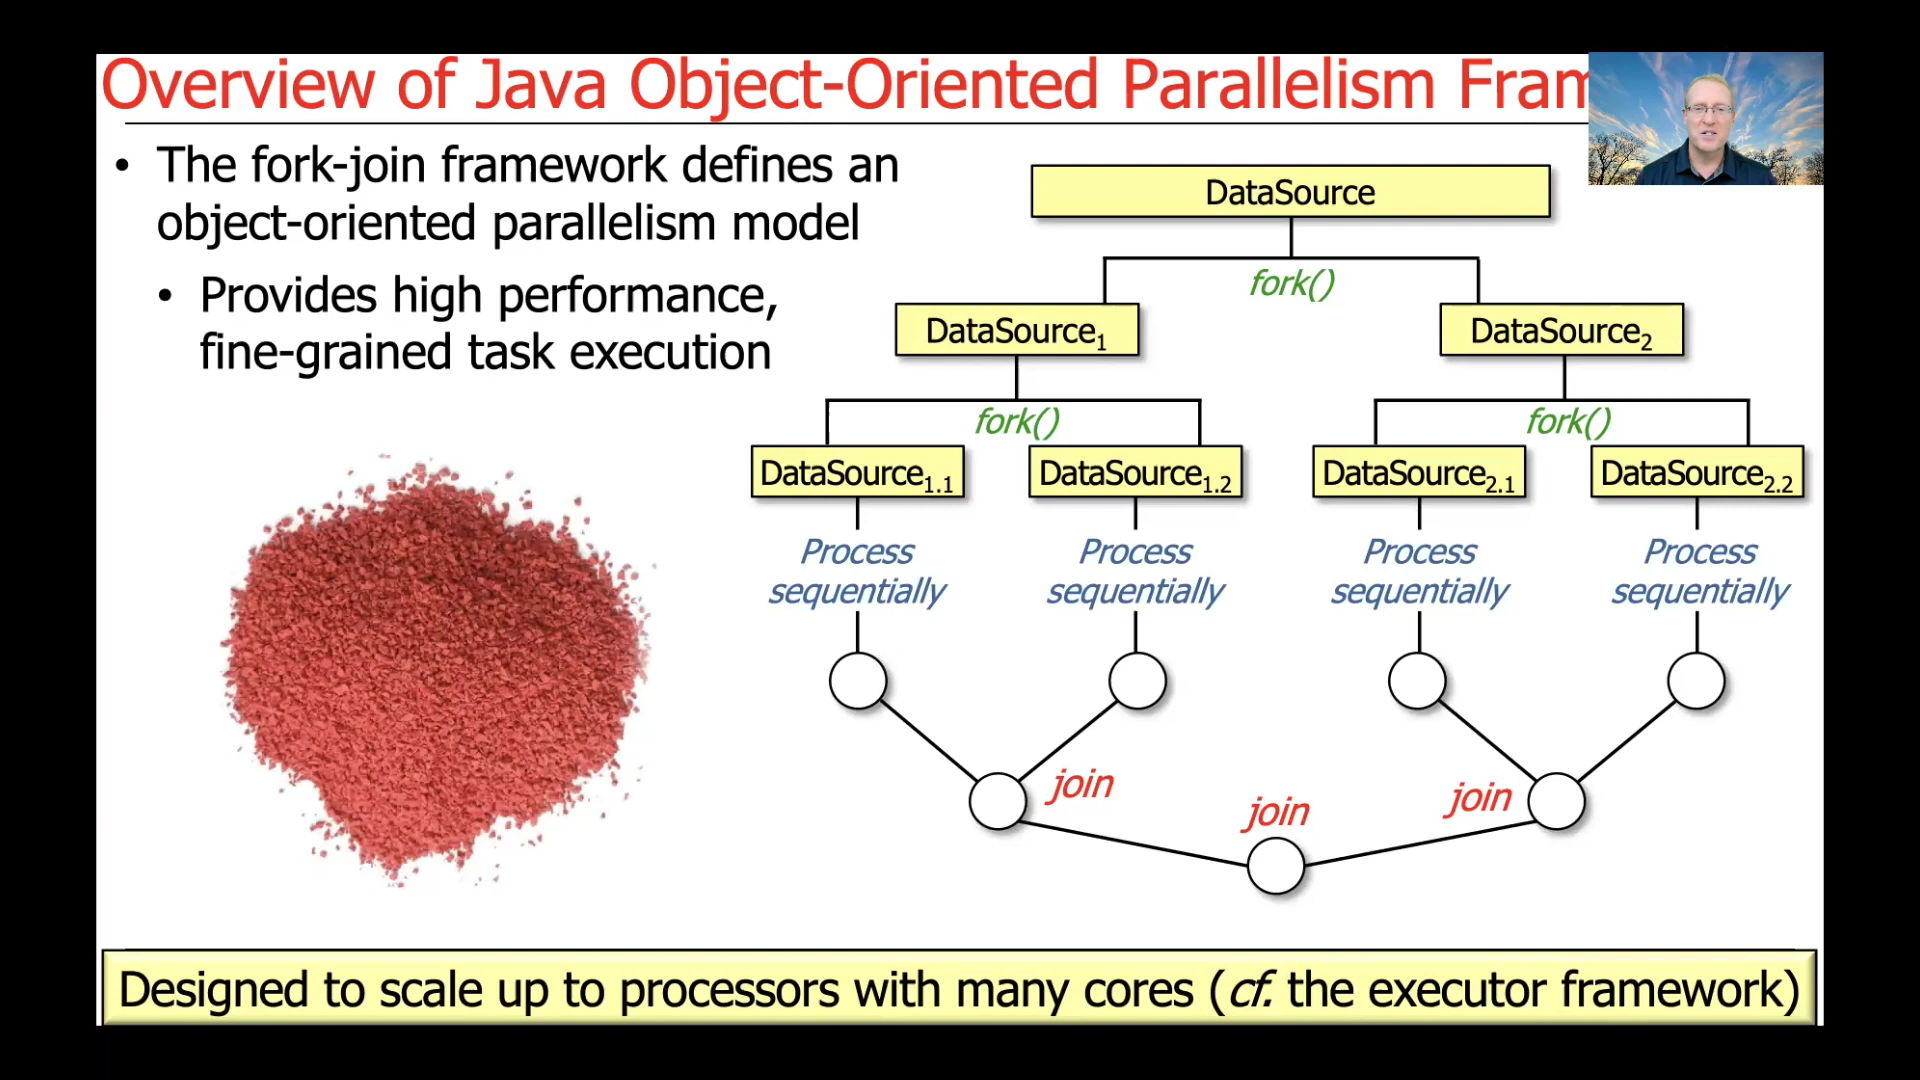 Overview of Java Object-Oriented Parallelism Fram
• The fork-join framework defines an
object-oriented parallelism model
• Provides high performance,
fine-grained task execution
DataSource
fork()
DataSource1
DataSource2
fork()
fork()
DataSource1.1
DataSource1.2
DataSource2.1
DataSource2.2
Process
sequentially
Process
sequentially
Process
sequentially
Process
sequentially
join
join
join
Designed to scale up to processors with many cores (cf. the executor framework)